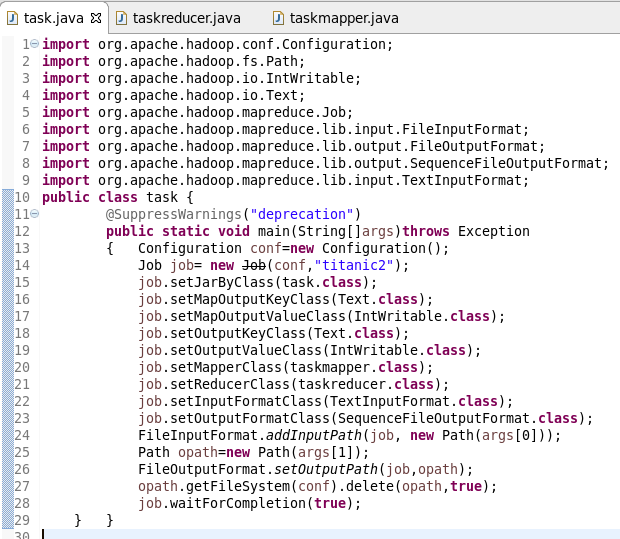 task.java taskreducer.java taskmapper.java
1 import org.apache.hadoop.conf.Configuration;
2 import org.apache.hadoop.fs.Path;
3 import org.apache.hadoop.io.IntWritable;
4 import org.apache.hadoop.io.Text;
5 import org.apache.hadoop.mapreduce.Job;
6 import org.apache.hadoop.mapreduce.lib.input.FileInputFormat;
7 import org.apache.hadoop.mapreduce.lib.output.FileOutputFormat;
8 import org.apache.hadoop.mapreduce.lib.output.SequenceFileOutputFormat;
9 import org.apache.hadoop.mapreduce.lib.input.TextInputFormat;
10 public class task {
11         @SuppressWarnings("deprecation")
12         public static void main(String[]args)throws Exception
13         {   Configuration conf=new Configuration();
14             Job job= new Job(conf,"titanic2");
15             job.setJarByClass(task.class);
16             job.setMapOutputKeyClass(Text.class);
17             job.setMapOutputValueClass(IntWritable.class);
18             job.setOutputKeyClass(Text.class);
19             job.setOutputValueClass(IntWritable.class);
20             job.setMapperClass(taskmapper.class);
21             job.setReducerClass(taskreducer.class);
22             job.setInputFormatClass(TextInputFormat.class);
23             job.setOutputFormatClass(SequenceFileOutputFormat.class);
24             FileInputFormat.addInputPath(job, new Path(args[0]));
25             Path opath=new Path(args[1]);
26             FileOutputFormat.setOutputPath(job,opath);
27             opath.getFileSystem(conf).delete(opath,true);
28             job.waitForCompletion(true);
29     }   }
30